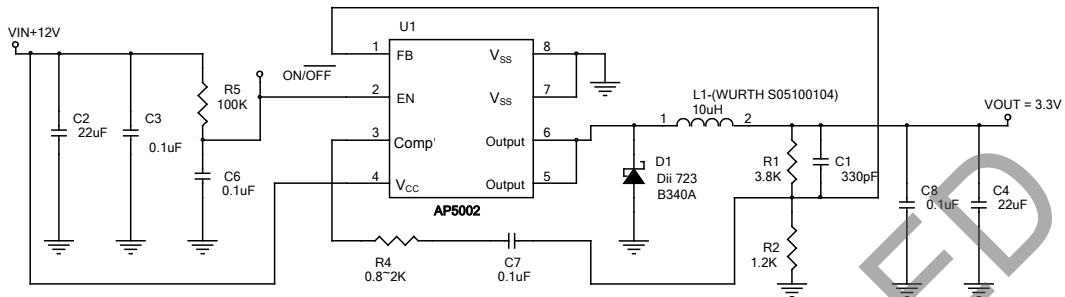 VIN+12V
U1
1 FB
VSS 8
ON/OFF
R5
100K
2 EN
VSS 7
L1-(WURTH S05100104)
10uH
VOUT = 3.3V
C2
22uF
C3
0.1uF
3 Comp'
Output 6
1
2
C6
0.1uF
4 VCC
Output 5
D1
Dii 723
B340A
R1
3.8K
C1
330pF
C8
0.1uF
C4
22uF
AP5002
R4
0.8~2K
C7
0.1uF
R2
1.2K